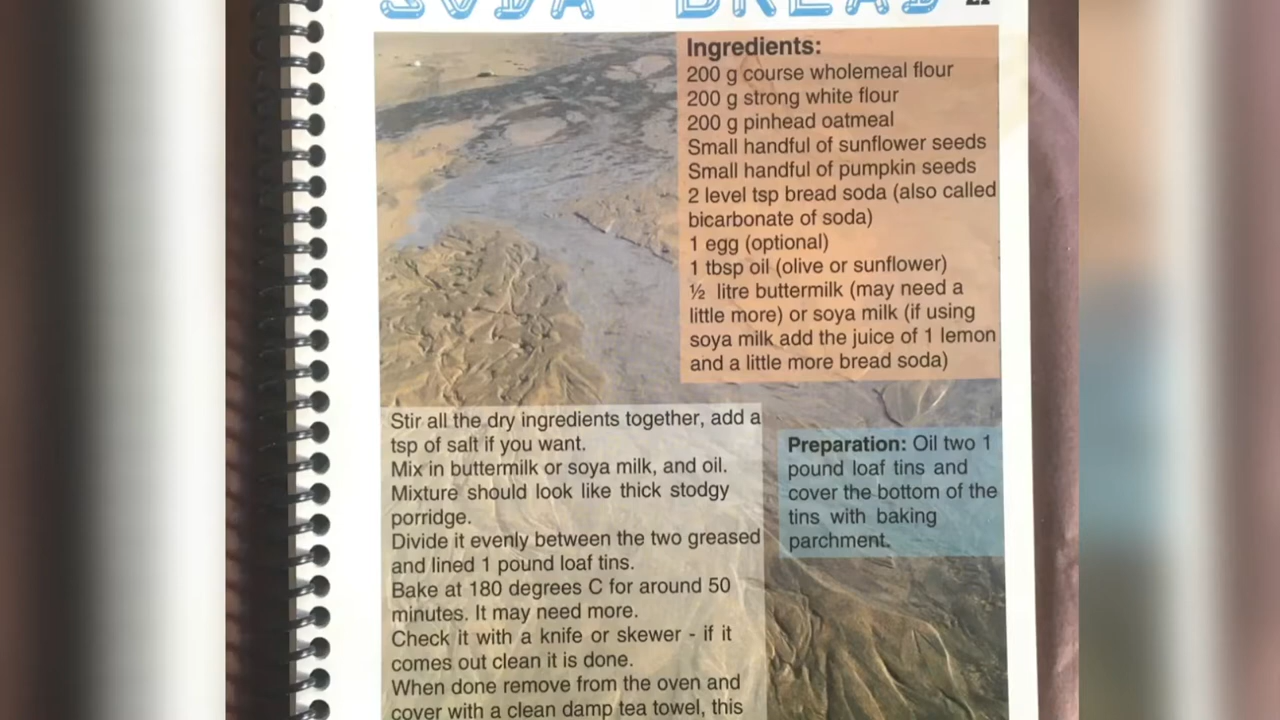 SODA BREAD
Ingredients:
200 g course wholemeal flour
200 g strong white flour
200 g pinhead oatmeal
Small handful of sunflower seeds
Small handful of pumpkin seeds
2 level tsp bread soda (also called
bicarbonate of soda)
1 egg (optional)
1 tbsp oil (olive or sunflower)
½ litre buttermilk (may need a
little more) or soya milk (if using
soya milk add the juice of 1 lemon
and a little more bread soda)
Stir all the dry ingredients together, add a
tsp of salt if you want.
Mix in buttermilk or soya milk, and oil.
Mixture should look like thick stodgy
porridge.
Divide it evenly between the two greased
and lined 1 pound loaf tins.
Bake at 180 degrees C for around 50
minutes. It may need more.
Check it with a knife or skewer - if it
comes out clean it is done.
When done remove from the oven and
cover with a clean damp tea towel, this
Preparation: Oil two 1
pound loaf tins and
cover the bottom of the
tins with baking
parchment.